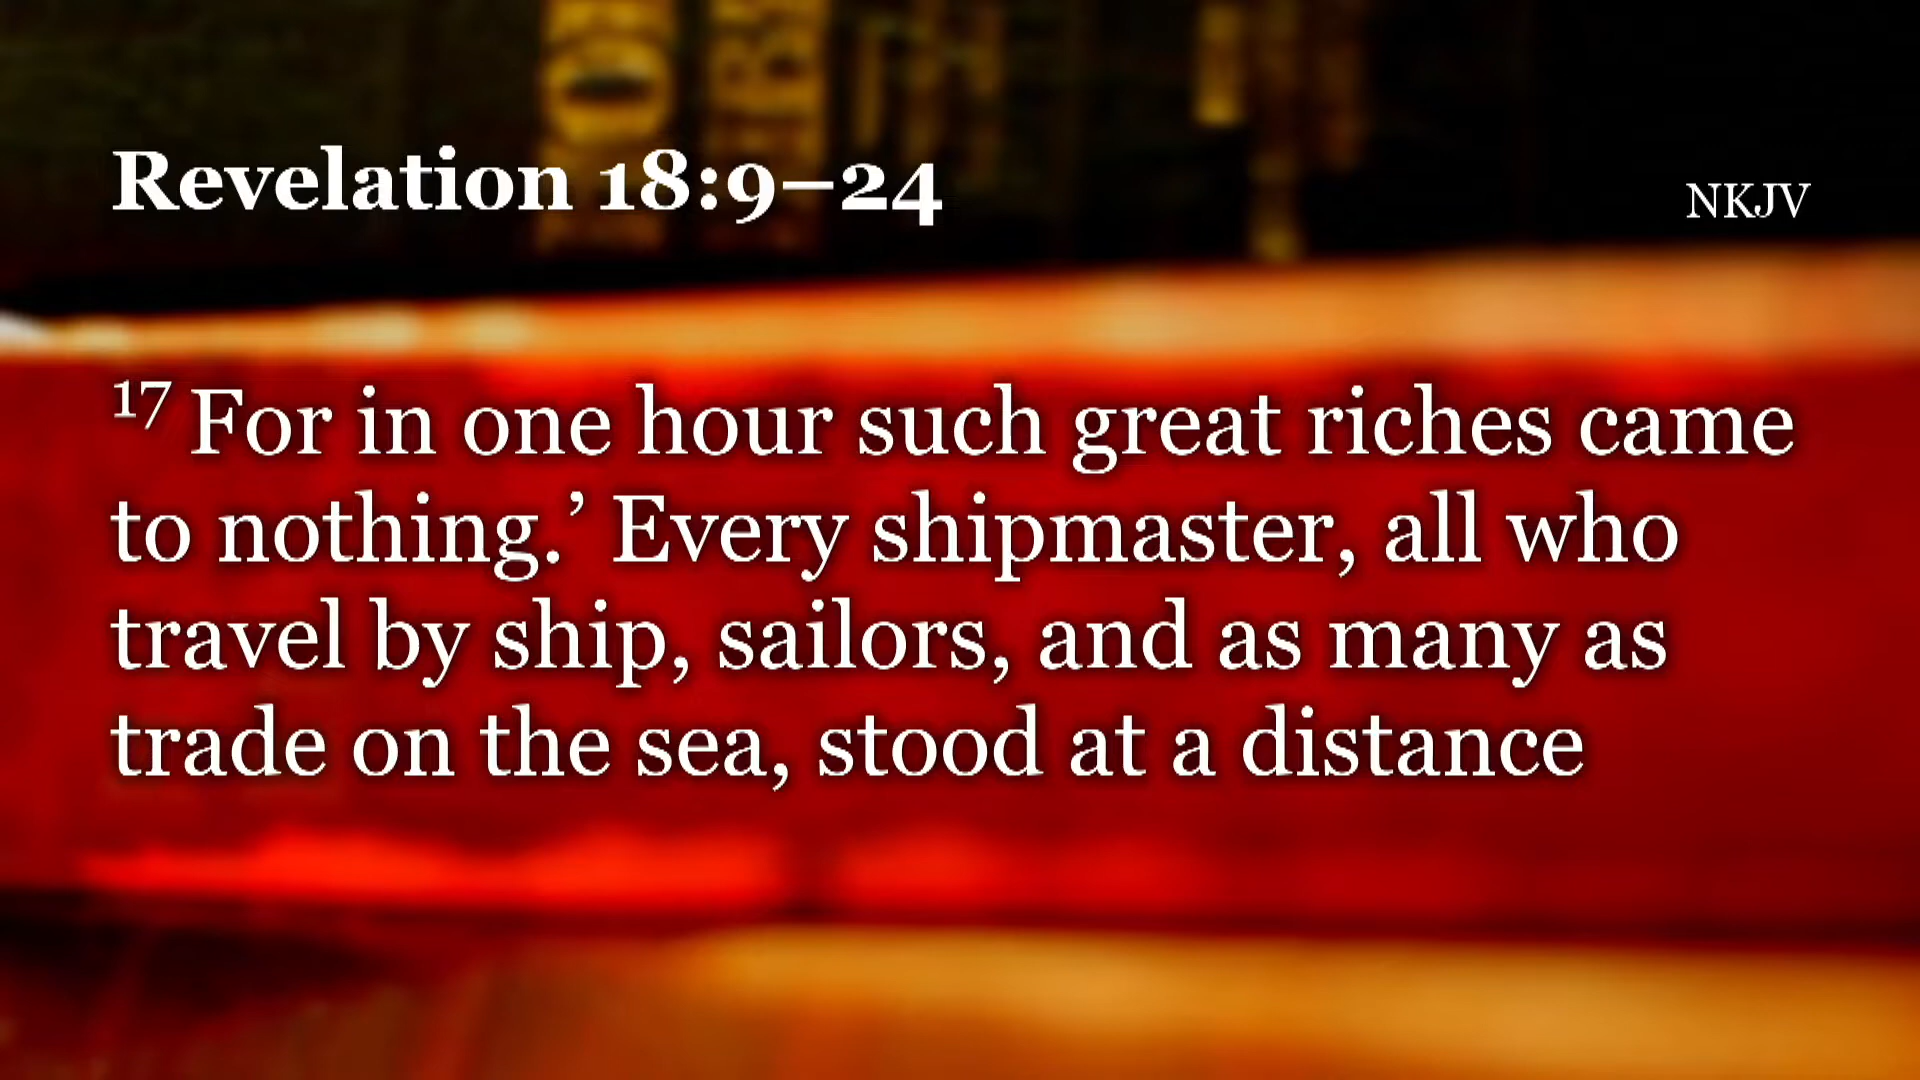 Revelation 18:9–24
NKJV
17 For in one hour such great riches came
to nothing.’ Every shipmaster, all who
travel by ship, sailors, and as many as
trade on the sea, stood at a distance